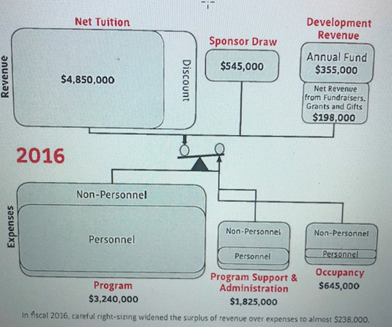 Net Tuition
Development
Revenue
Sponsor Draw
Revenue
$4,850,000
Discount
$545,000
Annual Fund
$355,000
Net Revenue
from Fundraisers,
Grants and Gifts
$198,000
2016
Expenses
Non-Personnel
Personnel
Program
$3,240,000
Non-Personnel
Personnel
Program Support &
Administration
$1,825,000
Non-Personnel
Personnel
Occupancy
$645,000
In fiscal 2016, careful right-sizing widened the surplus of revenue over expenses to almost $238,000.